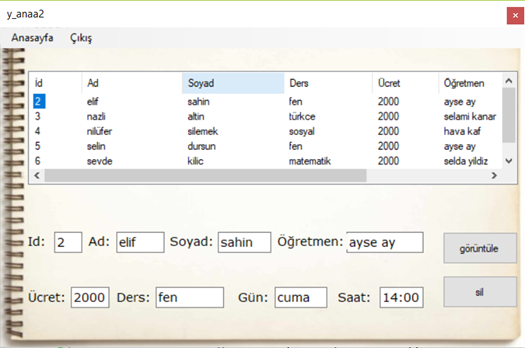 y_anaa2
Anasayfa Çıkış
id Ad Soyad Ders Ücret Öğretmen
2 elif sahin fen 2000 ayse ay
3 nazli altin türkce 2000 selami kanar
4 nilüfer silemek sosyal 2000 hava kaf
5 selin dursun fen 2000 ayse ay
6 sevde kilic matematik 2000 selda yildiz
Id: 2 Ad: elif Soyad: sahin Öğretmen: ayse ay görüntüle
Ücret: 2000 Ders: fen Gün: cuma Saat: 14:00 sil